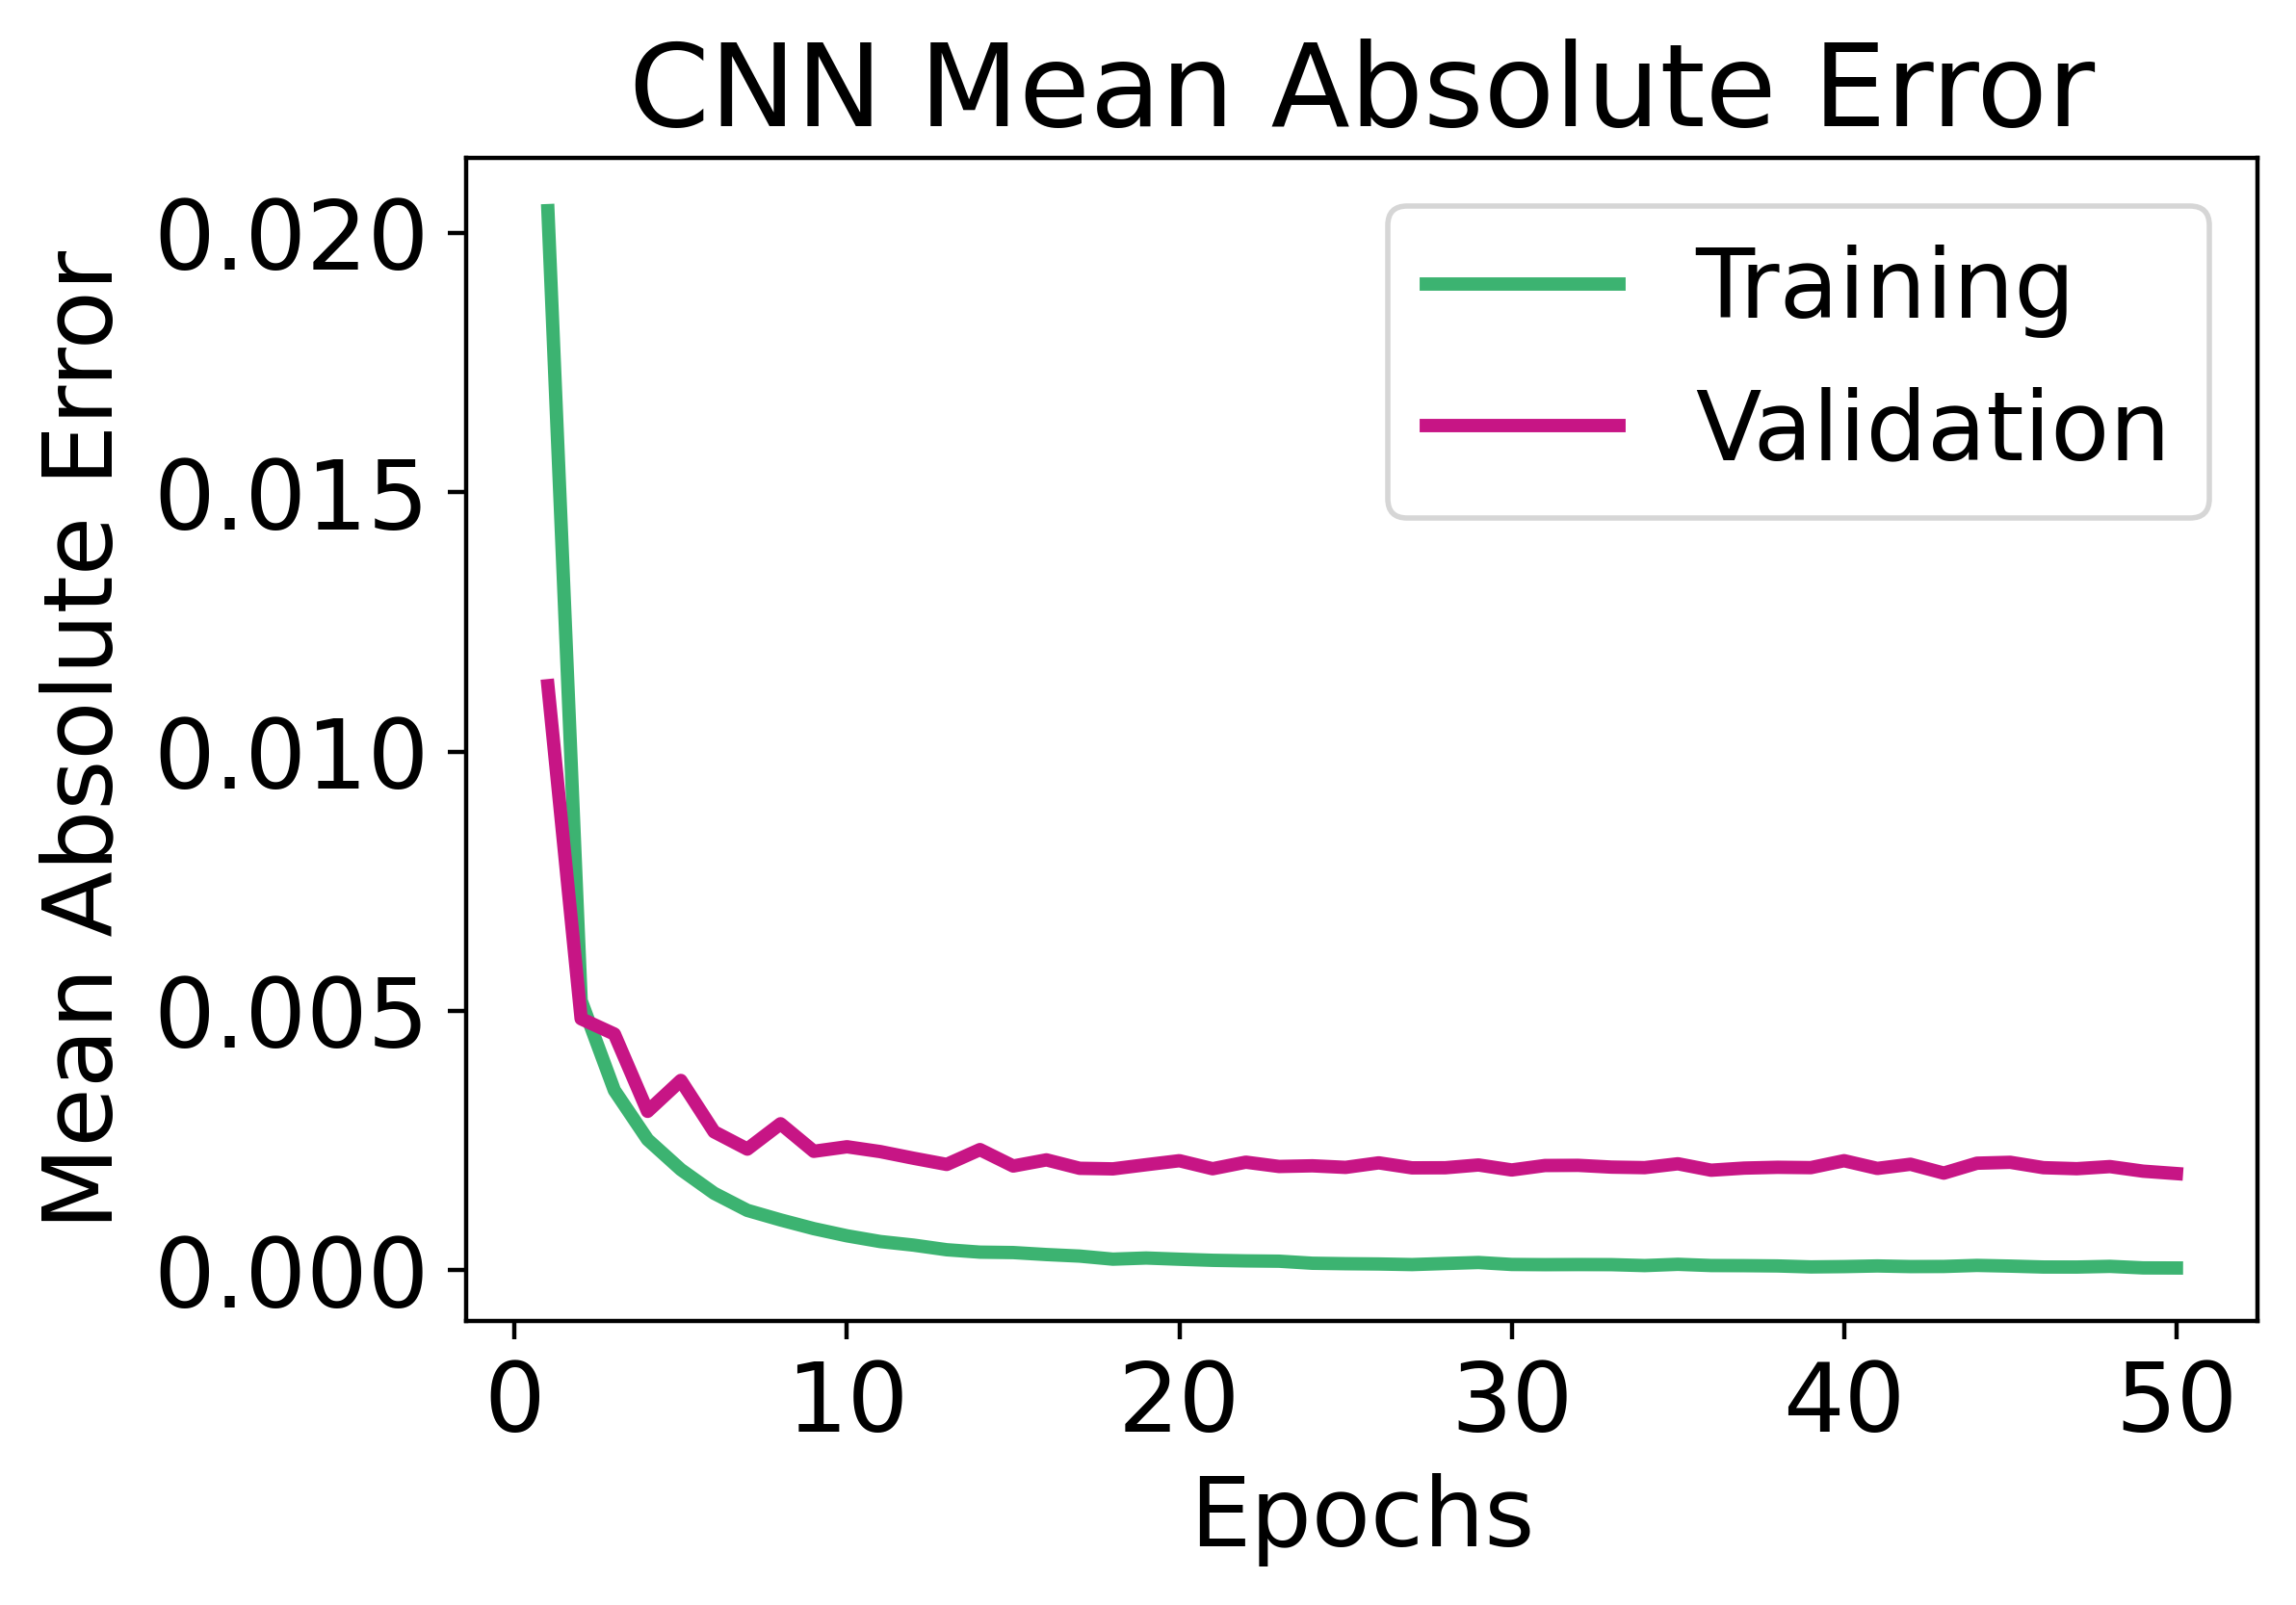 CNN Mean Absolute Error
Mean Absolute Error
0.020
0.015
0.010
0.005
0.000
Training
Validation
0 10 20 30 40 50
Epochs